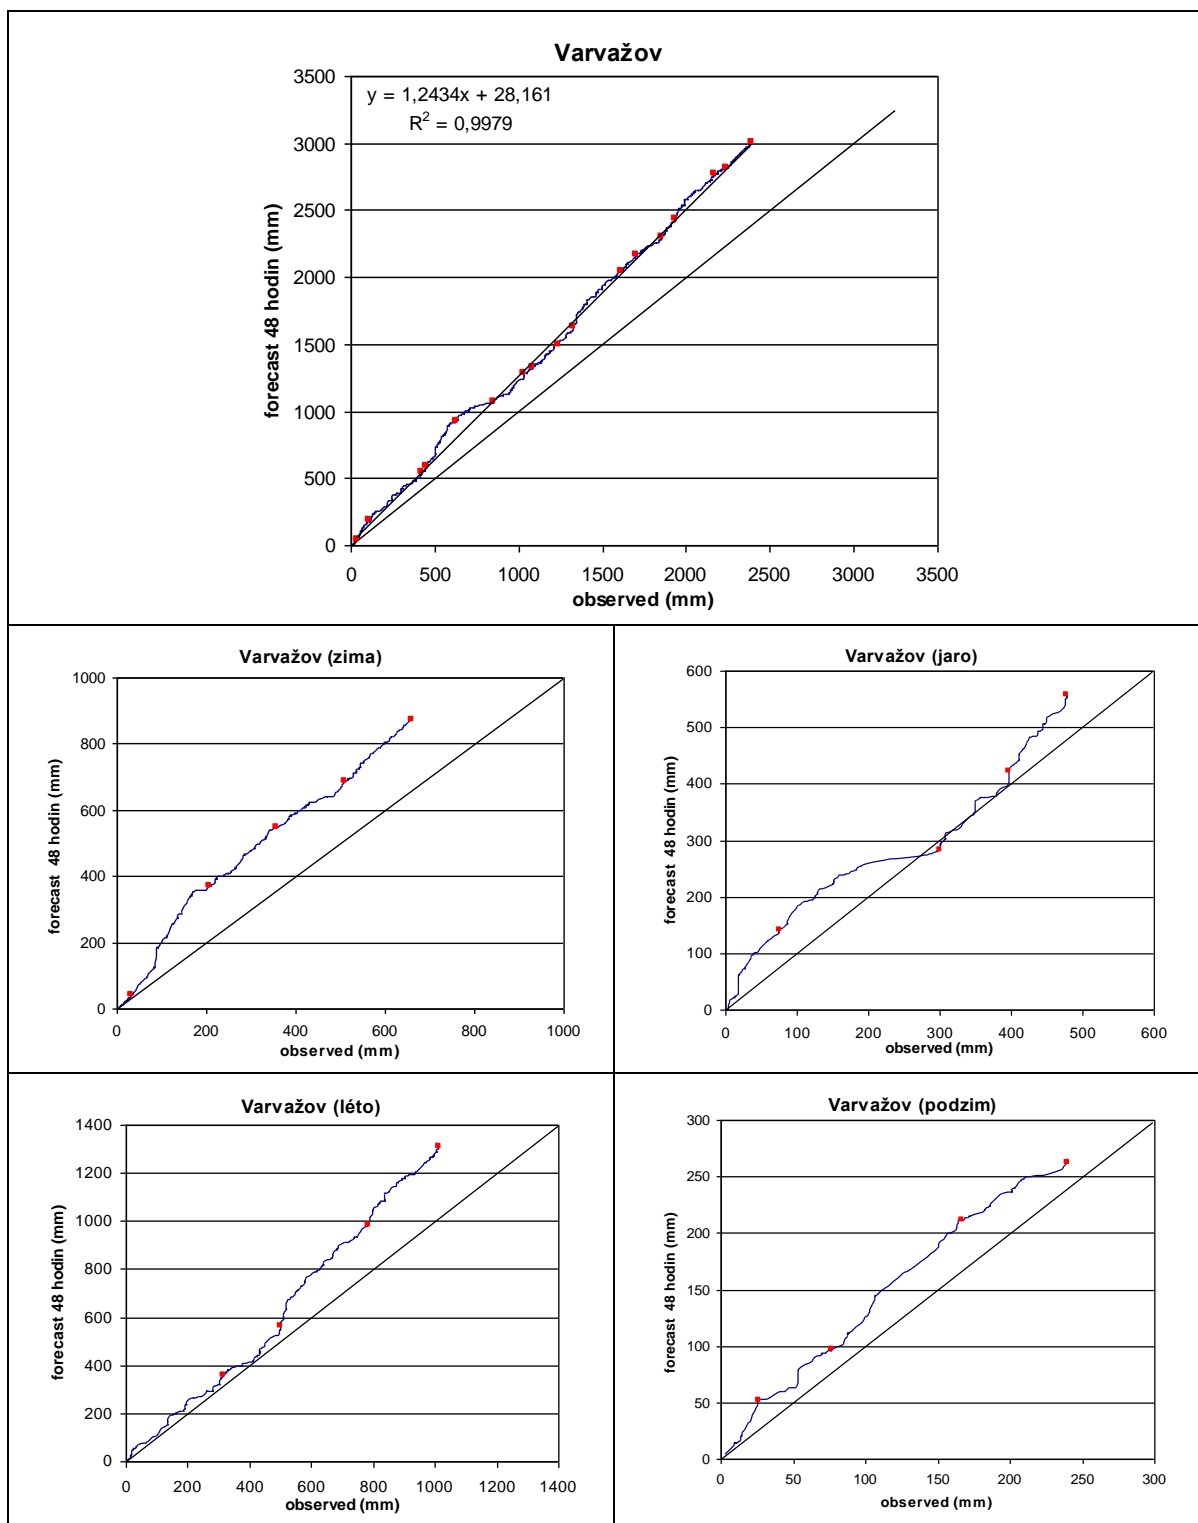 Varvažov
y = 1,2434x + 28,161
R² = 0,9979
3500
3000
2500
2000
1500
1000
500
0
forecast 48 hodin (mm)
0 500 1000 1500 2000 2500 3000 3500
observed (mm)
Varvažov (zima)
1000
800
600
400
200
0
forecast 48 hodin (mm)
0 200 400 600 800 1000
observed (mm)
Varvažov (jaro)
600
500
400
300
200
100
0
forecast 48 hodin (mm)
0 100 200 300 400 500 600
observed (mm)
Varvažov (léto)
1400
1200
1000
800
600
400
200
0
forecast 48 hodin (mm)
0 200 400 600 800 1000 1200 1400
observed (mm)
Varvažov (podzim)
300
250
200
150
100
50
0
forecast 48 hodin (mm)
0 50 100 150 200 250 300
observed (mm)